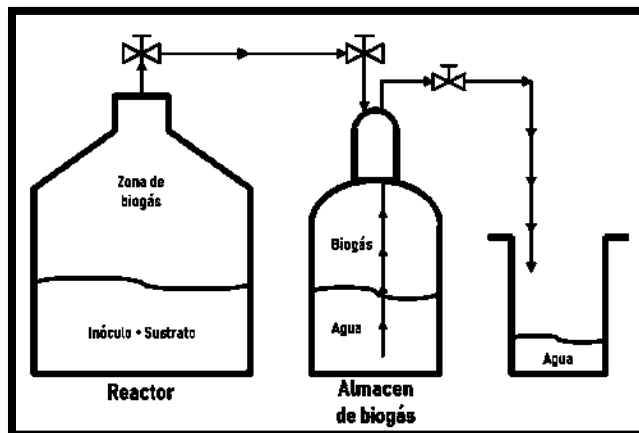 Zona de
biogás
Inóculo + Sustrato
Reactor
Biogás
Agua
Almacen
de biogás
Agua